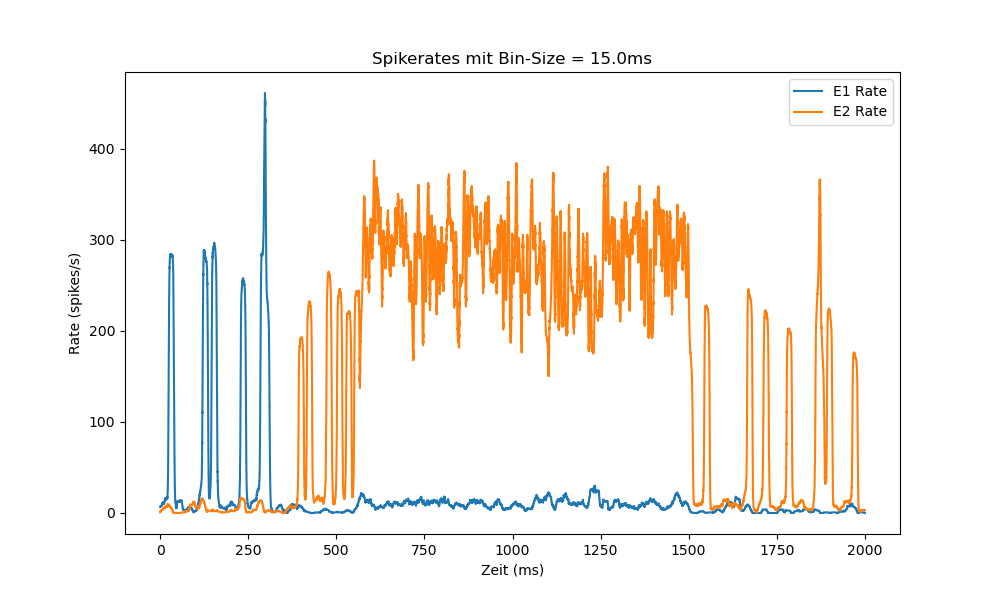 Spikerates mit Bin-Size = 15.0ms
E1 Rate
E2 Rate
Rate (spikes/s)
400
300
200
100
0
0 250 500 750 1000 1250 1500 1750 2000
Zeit (ms)